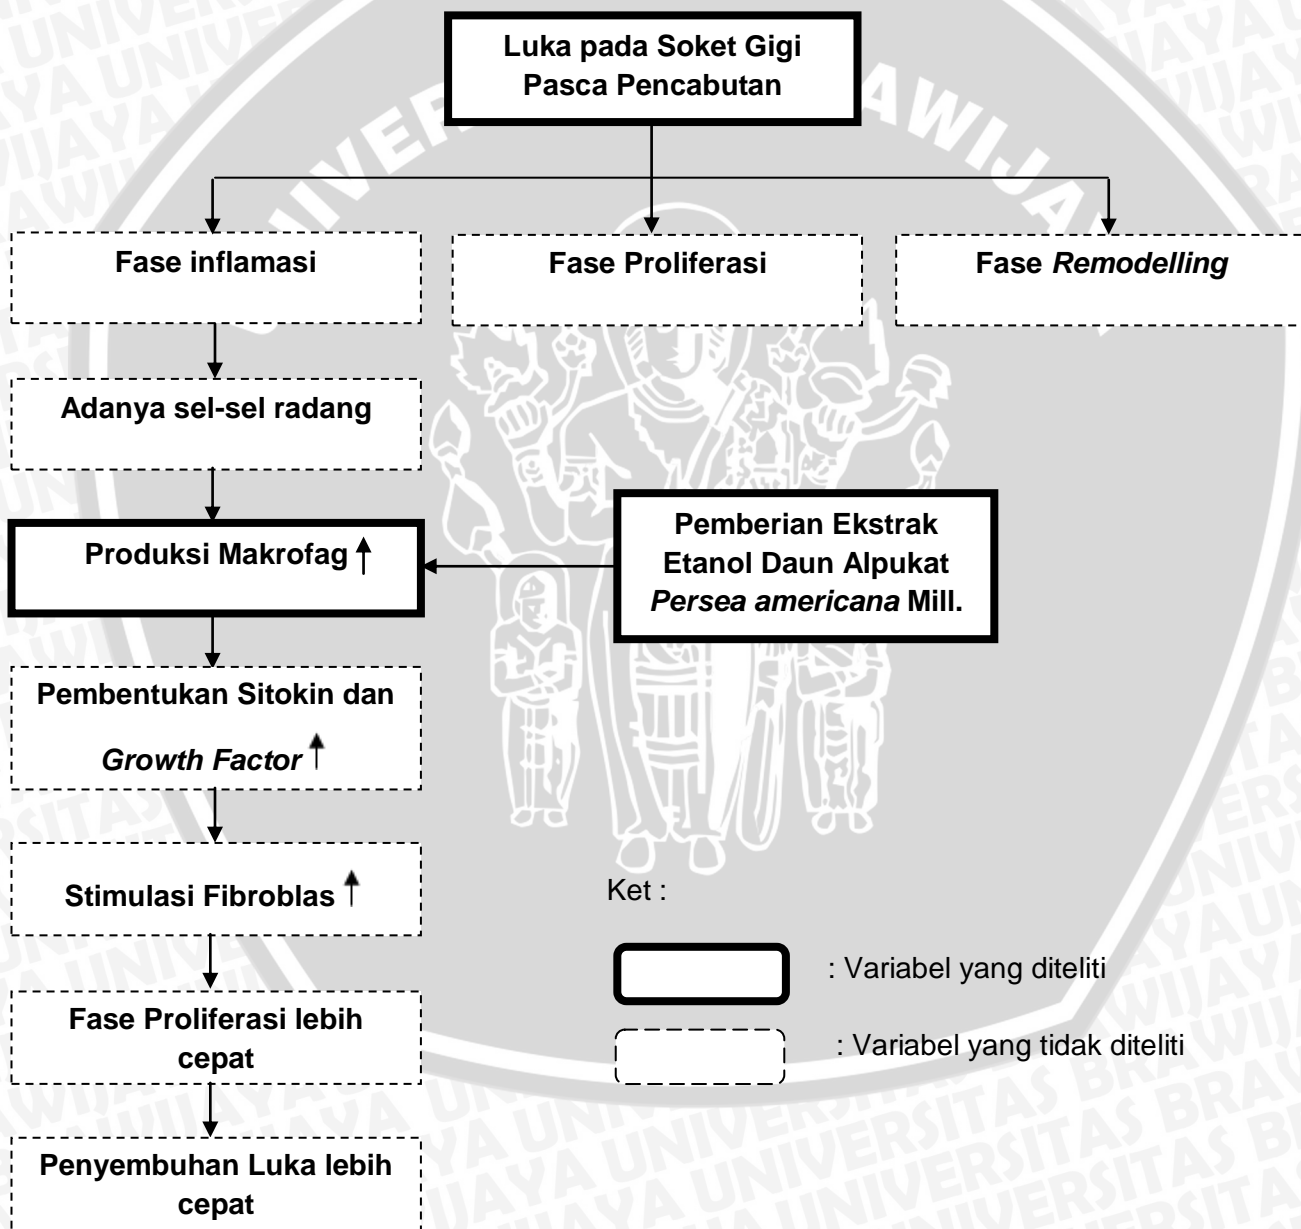 Luka pada Soket Gigi
Pasca Pencabutan
Fase inflamasi
Fase Proliferasi
Fase Remodelling
Adanya sel-sel radang
Produksi Makrofag ↑
Pemberian Ekstrak
Etanol Daun Alpukat
Persea americana Mill.
Pembentukan Sitokin dan
Growth Factor ↑
Stimulasi Fibroblas ↑
Fase Proliferasi lebih
cepat
Penyembuhan Luka lebih
cepat
Ket :
: Variabel yang diteliti
: Variabel yang tidak diteliti